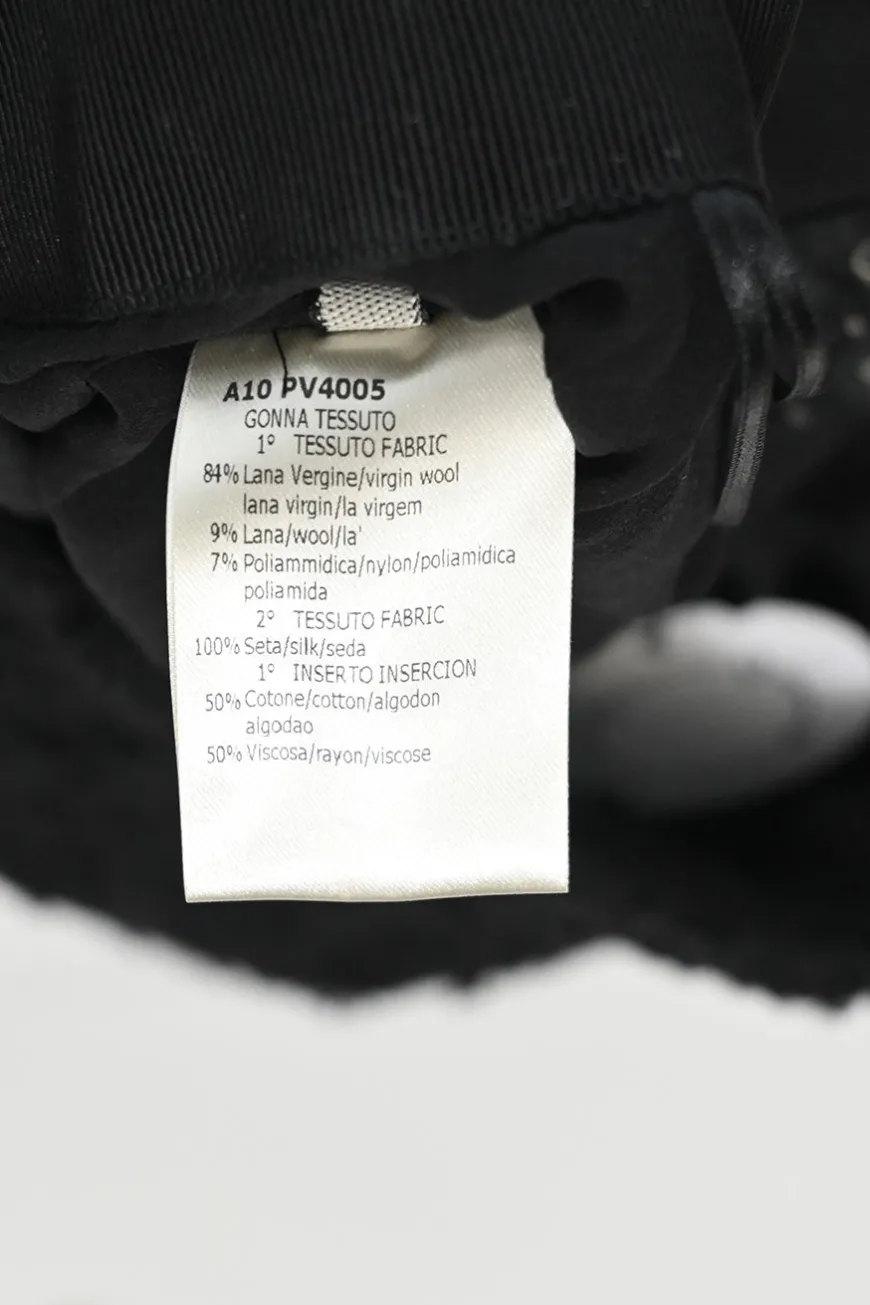 A10 PV4005
GONNA TESSUTO
1° TESSUTO FABRIC
84% Lana Vergine/virgin wool
lana virgin/la virgem
9% Lana/wool/la'
7% Poliammidica/nylon/poliamidica
poliamida
2° TESSUTO FABRIC
100% Seta/silk/seda
1° INSERTO INSERCION
50% Cotone/cotton/algodon
algodao
50% Viscosa/rayon/viscose